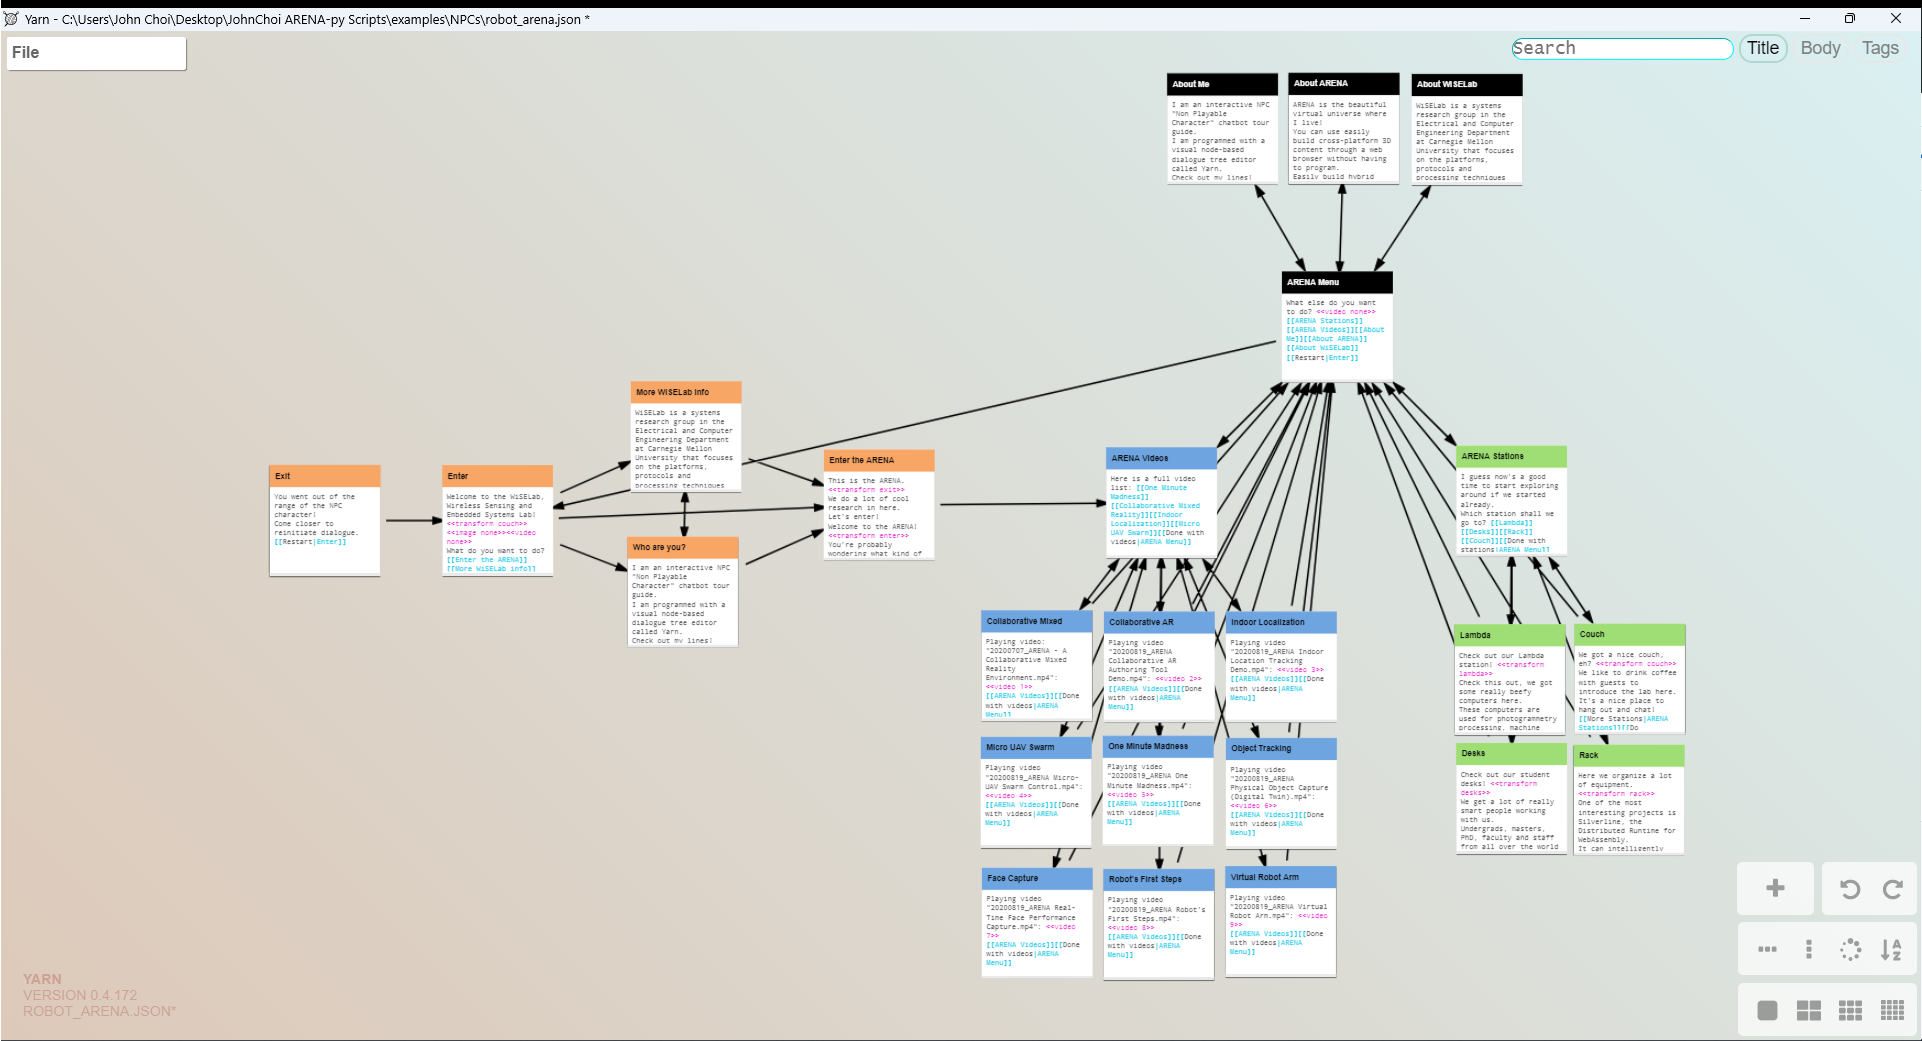 Yarn - C:\Users\John Choi\Desktop\JohnChoi ARENA-py Scripts\examples\NPCs\robot_arena.json *
File
Search
Title
Body
Tags
About Me
I am an interactive NPC
"Non Playable
Character" chatbot tour
guide.
I am programmed with a
visual node-based
dialogue tree editor
called Yarn.
Check out my lines!
About ARENA
ARENA is the beautiful
virtual universe where
I live!
You can use easily
build cross-platform 3D
content through a web
browser without having
to program.
Easily build hybrid
About WiSELab
WiSELab is a systems
research group in the
Electrical and Computer
Engineering Department
at Carnegie Mellon
University that focuses
on the platforms,
protocols and
processing techniques
ARENA Menu
What else do you want
to do? <<video none>>
[[ARENA Stations]]
[[ARENA Videos]][[About
Me]][[About ARENA]]
[[About WiSELab]]
[[Restart|Enter]]
More WiSELab info
WiSELab is a systems
research group in the
Electrical and Computer
Engineering Department
at Carnegie Mellon
University that focuses
on the platforms,
protocols and
processing techniques
Exit
You went out of the
range of the NPC
character!
Come closer to
reinitiate dialogue.
[[Restart|Enter]]
Enter
Welcome to the WiSELab,
Wireless Sensing and
Embedded Systems Lab!
<<transform couch>>
<<image none>><<video
none>>
What do you want to do?
[[Enter the ARENA]]
[[More WiSELab info]]
Who are you?
I am an interactive NPC
"Non Playable
Character" chatbot tour
guide.
I am programmed with a
visual node-based
dialogue tree editor
called Yarn.
Check out my lines!
Enter the ARENA
This is the ARENA.
<<transform exit>>
We do a lot of cool
research in here.
Let's enter!
Welcome to the ARENA!
<<transform enter>>
You're probably
wondering what kind of
ARENA Videos
Here is a full video
list: [[One Minute
Madness]]
[[Collaborative Mixed
Reality]][[Indoor
Localization]][[Micro
UAV Swarm]][[Done with
videos|ARENA Menu]]
ARENA Stations
I guess now's a good
time to start exploring
around if we started
already.
Which station shall we
go to? [[Lambda]]
[[Desks]][[Rack]]
[[Couch]][[Done with
stations|ARENA Menu]]
Collaborative Mixed
Playing video:
"20200707_ARENA - A
Collaborative Mixed
Reality
Environment.mp4":
<<video 1>>
[[ARENA Videos]][[Done
with videos|ARENA
Menu]]
Collaborative AR
Playing video
"20200819_ARENA
Collaborative AR
Authoring Tool
Demo.mp4": <<video 2>>
[[ARENA Videos]][[Done
with videos|ARENA
Menu]]
Indoor Localization
Playing video
"20200819_ARENA Indoor
Location Tracking
Demo.mp4": <<video 3>>
[[ARENA Videos]][[Done
with videos|ARENA
Menu]]
Lambda
Check out our Lambda
station! <<transform
lambda>>
Check this out, we got
some really beefy
computers here.
These computers are
used for photogrammetry
processing, machine
Couch
We got a nice couch,
eh? <<transform couch>>
We like to drink coffee
with guests to
introduce the lab here.
It's a nice place to
hang out and chat!
[[More Stations|ARENA
Stations]][[Do
Micro UAV Swarm
Playing video
"20200819_ARENA Micro-
UAV Swarm Control.mp4":
<<video 4>>
[[ARENA Videos]][[Done
with videos|ARENA
Menu]]
One Minute Madness
Playing video
"20200819_ARENA One
Minute Madness.mp4":
<<video 5>>
[[ARENA Videos]][[Done
with videos|ARENA
Menu]]
Object Tracking
Playing video
"20200819_ARENA
Physical Object Capture
(Digital Twin).mp4":
<<video 6>>
[[ARENA Videos]][[Done
with videos|ARENA
Menu]]
Desks
Check out our student
desks! <<transform
desks>>
We get a lot of really
smart people working
with us.
Undergrads, masters,
PhD, faculty and staff
from all over the world
Rack
Here we organize a lot
of equipment.
<<transform rack>>
One of the most
interesting projects is
Silverline, the
Distributed Runtime for
WebAssembly.
It can intelligently
Face Capture
Playing video
"20200819_ARENA Real-
Time Face Performance
Capture.mp4": <<video
7>>
[[ARENA Videos]][[Done
with videos|ARENA
Menu]]
Robot's First Steps
Playing video
"20200819_ARENA Robot's
First Steps.mp4":
<<video 8>>
[[ARENA Videos]][[Done
with videos|ARENA
Menu]]
Virtual Robot Arm
Playing video
"20200819_ARENA Virtual
Robot Arm.mp4": <<video
9>>
[[ARENA Videos]][[Done
with videos|ARENA
Menu]]
YARN
VERSION 0.4.172
ROBOT_ARENA.JSON*
A
Z